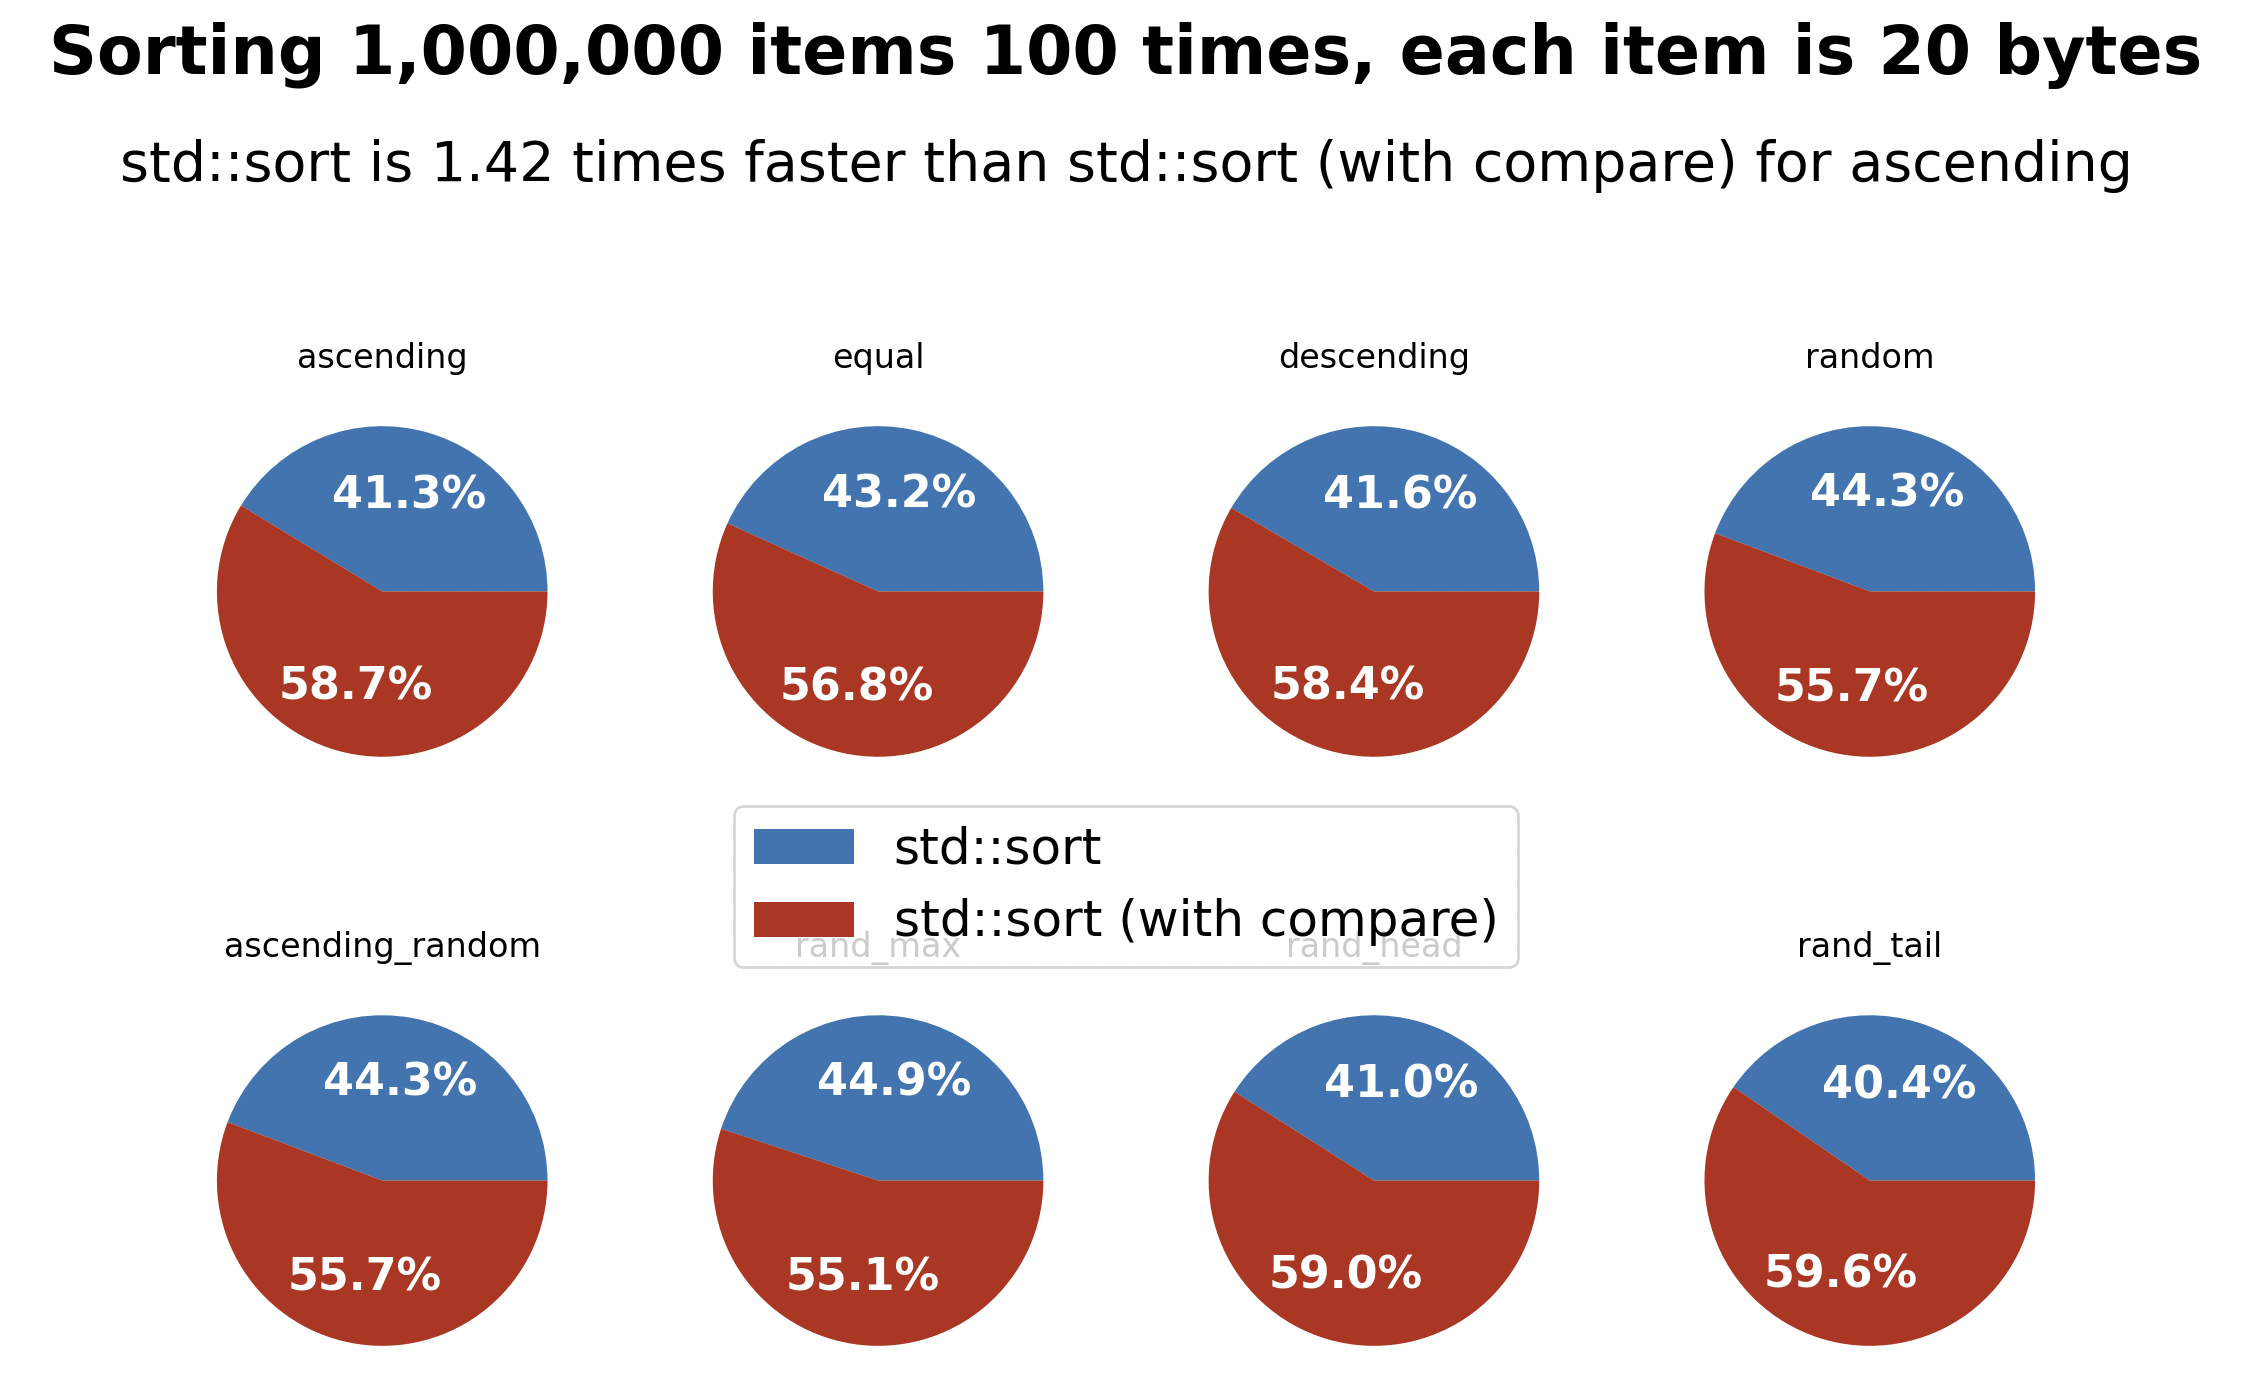 Sorting 1,000,000 items 100 times, each item is 20 bytes
std::sort is 1.42 times faster than std::sort (with compare) for ascending
ascending
equal
descending
random
41.3%
43.2%
41.6%
44.3%
58.7%
56.8%
58.4%
55.7%
std::sort
std::sort (with compare)
ascending_random
rand_max
rand_head
rand_tail
44.3%
44.9%
41.0%
40.4%
55.7%
55.1%
59.0%
59.6%